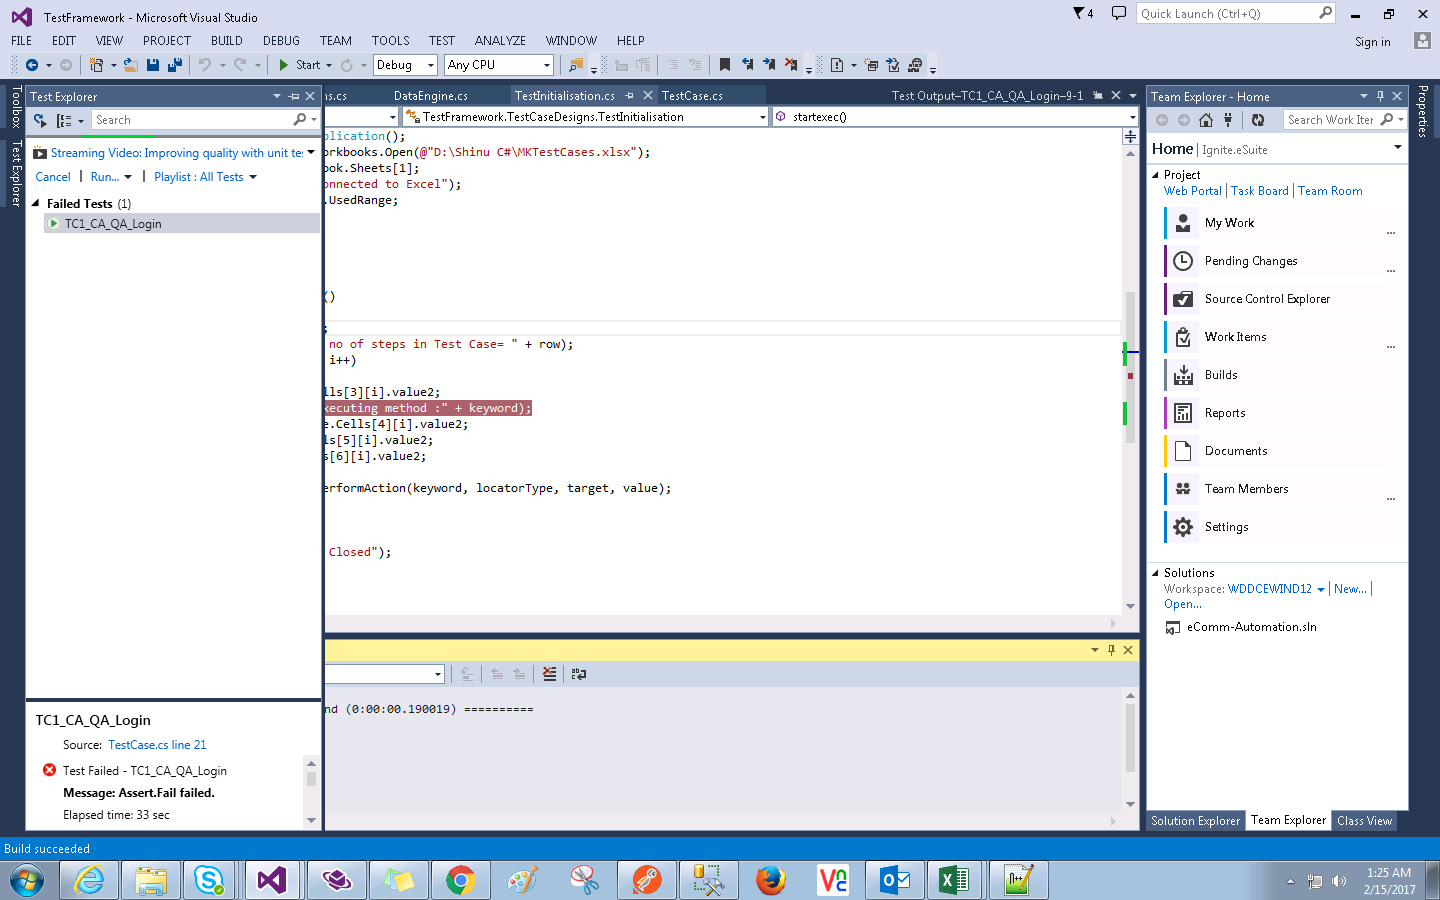 TestFramework - Microsoft Visual Studio
4
Quick Launch (Ctrl+Q)
FILE EDIT VIEW PROJECT BUILD DEBUG TEAM TOOLS TEST ANALYZE WINDOW HELP
Sign in
Start
Debug
Any CPU
Toolbox
Test Explorer
Test Explorer
Search
Streaming Video: Improving quality with unit te
Cancel | Run... | Playlist : All Tests
Failed Tests (1)
TC1_CA_QA_Login
TC1_CA_QA_Login
Source: TestCase.cs line 21
Test Failed - TC1_CA_QA_Login
Message: Assert.Fail failed.
Elapsed time: 33 sec
ns.cs DataEngine.cs TestInitialisation.cs TestCase.cs Test Output–TC1_CA_QA_Login–9-1
TestFramework.TestCaseDesigns.TestInitialisation
startexec()
plication();
orkbooks.Open(@"D:\Shinu C#\MKTestCases.xlsx");
ook.Sheets[1];
onnected to Excel");
.UsedRange;
()
;
no of steps in Test Case= " + row);
i++)
lls[3][i].value2;
xecuting method :" + keyword);
e.Cells[4][i].value2;
ls[5][i].value2;
s[6][i].value2;
erformAction(keyword, locatorType, target, value);
Closed");
nd (0:00:00.190019) ==========
Team Explorer - Home
Search Work Iter
Home | Ignite.eSuite
Project
Web Portal | Task Board | Team Room
My Work
...
Pending Changes
...
Source Control Explorer
Work Items
...
Builds
Reports
Documents
Team Members
...
Settings
Solutions
Workspace: WDDCEWIND12 | New... |
Open...
eComm-Automation.sln
Solution Explorer Team Explorer Class View
Properties
Build succeeded
1:25 AM
2/15/2017